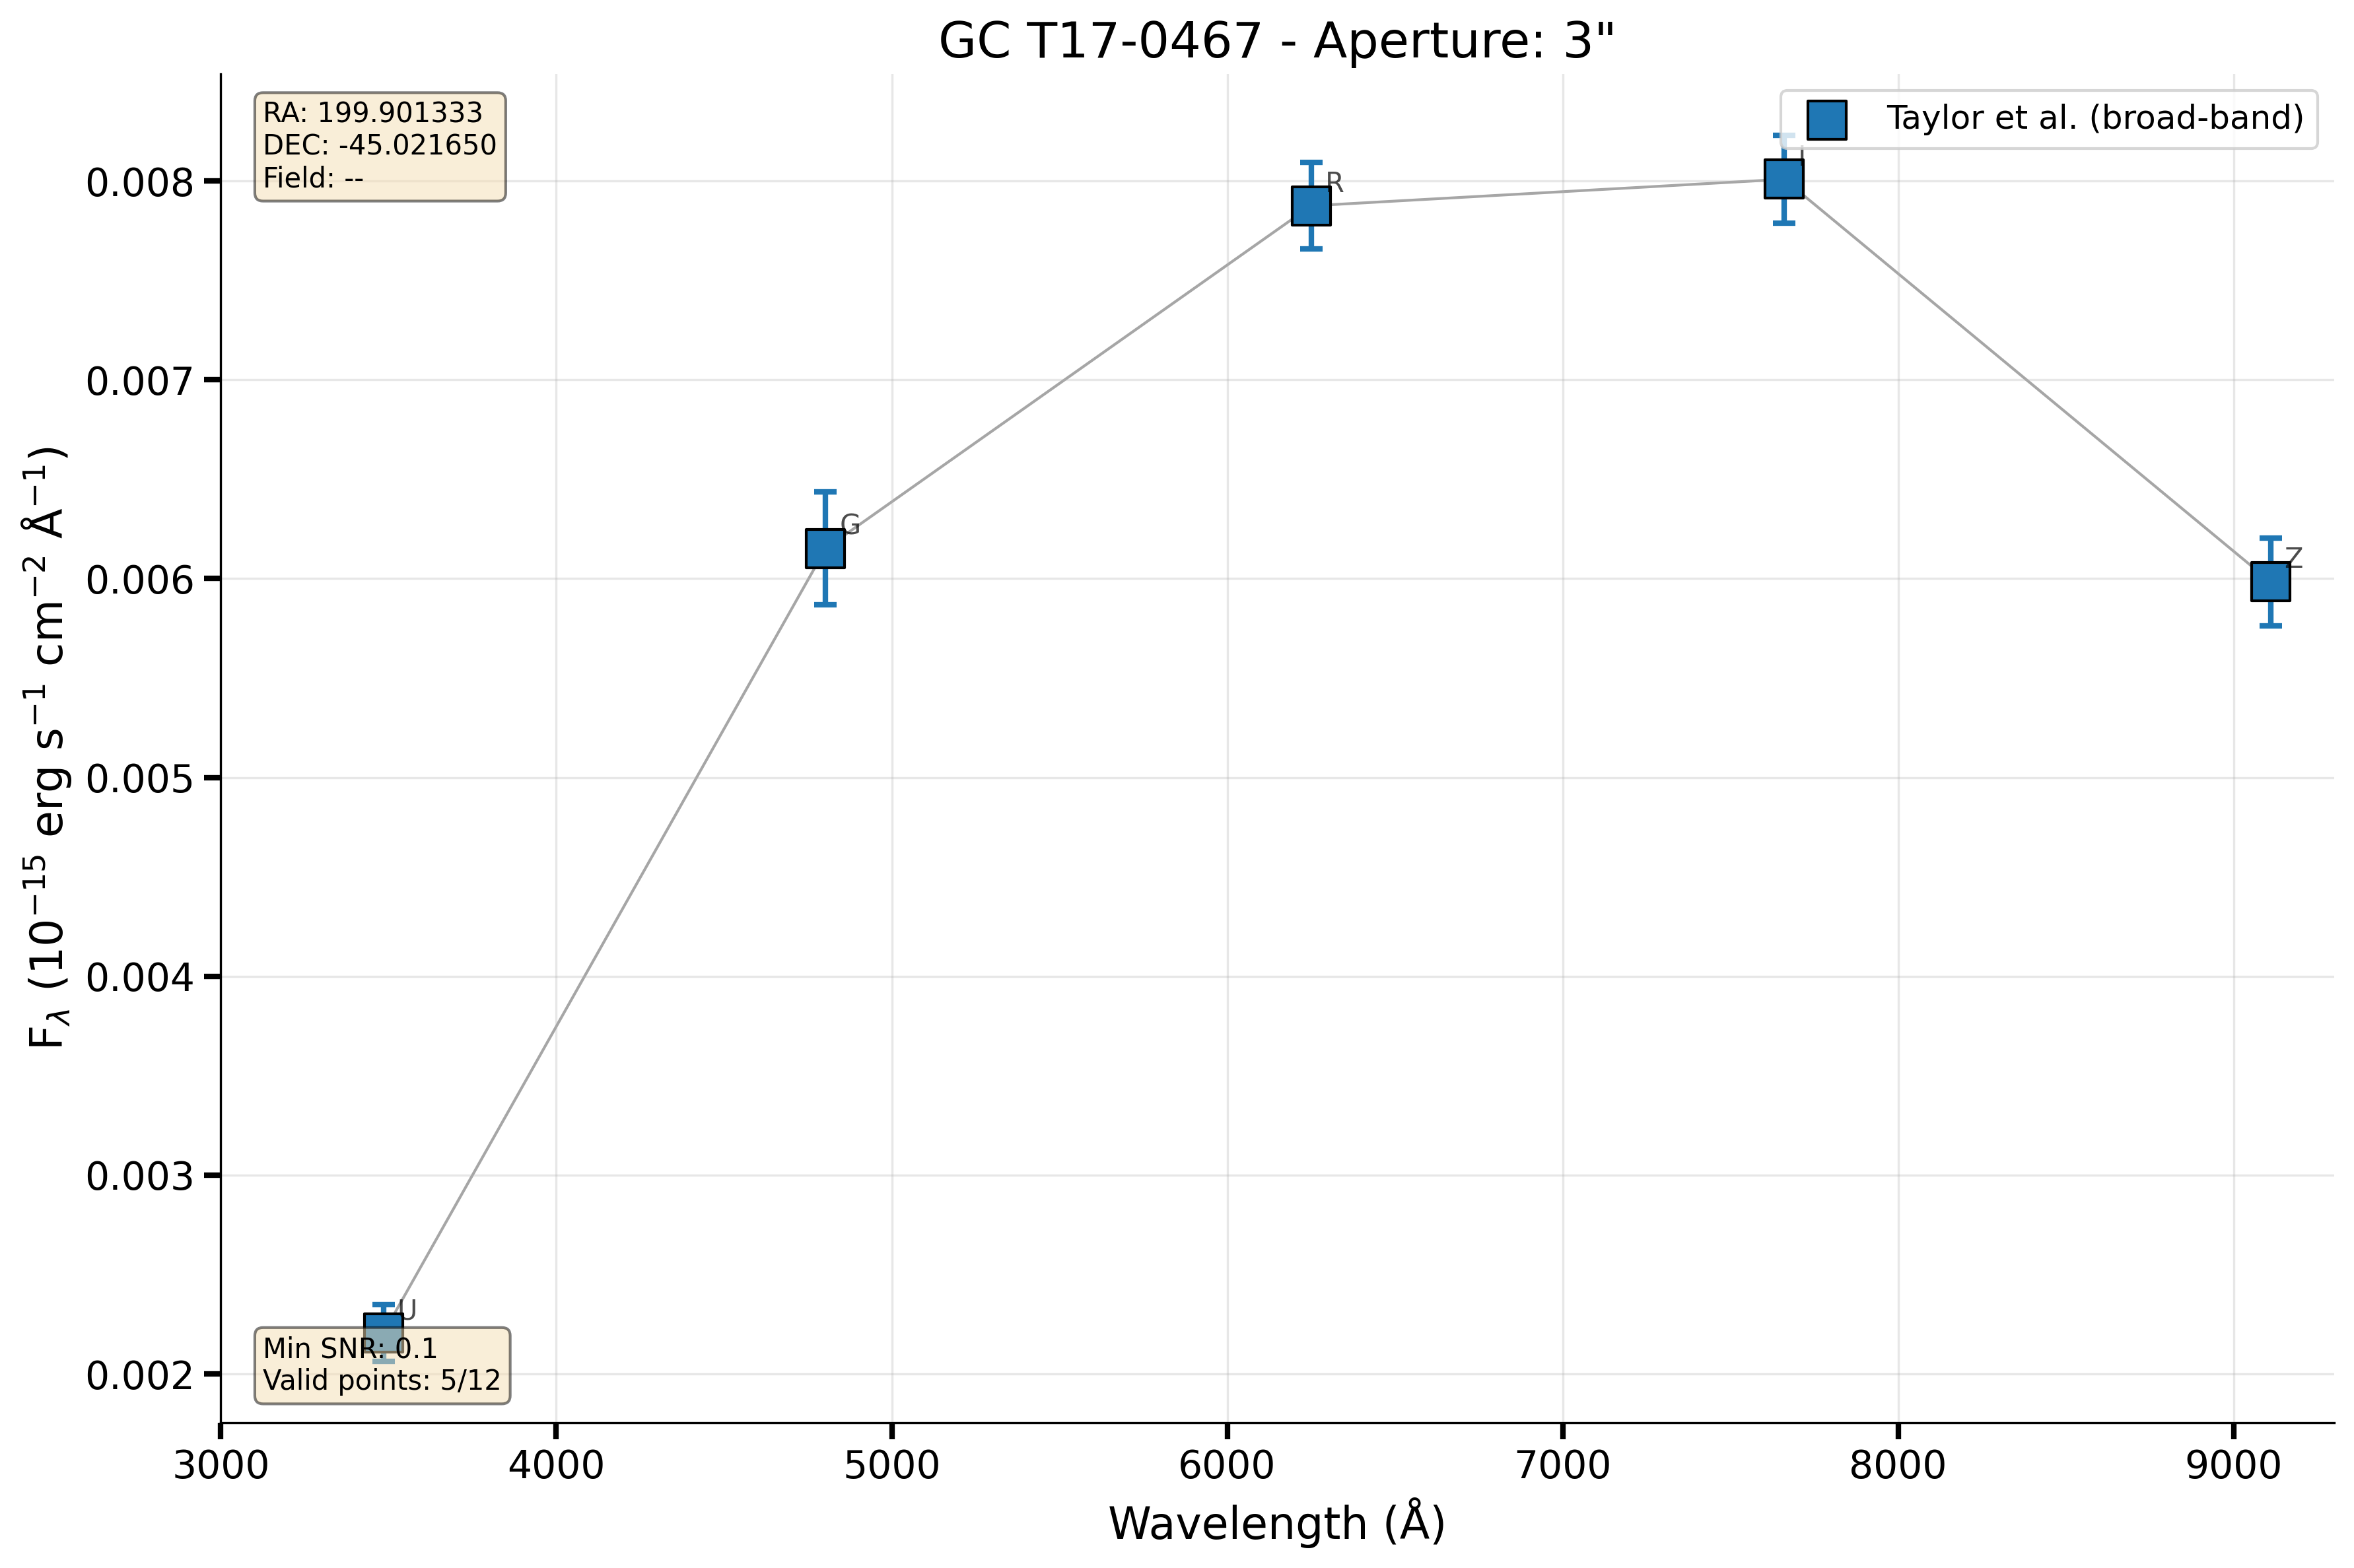 GC T17-0467 - Aperture: 3"
RA: 199.901333
DEC: -45.021650
Field: --
Taylor et al. (broad-band)
I
R
G
Z
U
Min SNR: 0.1
Valid points: 5/12
0.008
0.007
0.006
0.005
0.004
0.003
0.002
F_λ (10⁻¹⁵ erg s⁻¹ cm⁻² Å⁻¹)
3000 4000 5000 6000 7000 8000 9000
Wavelength (Å)